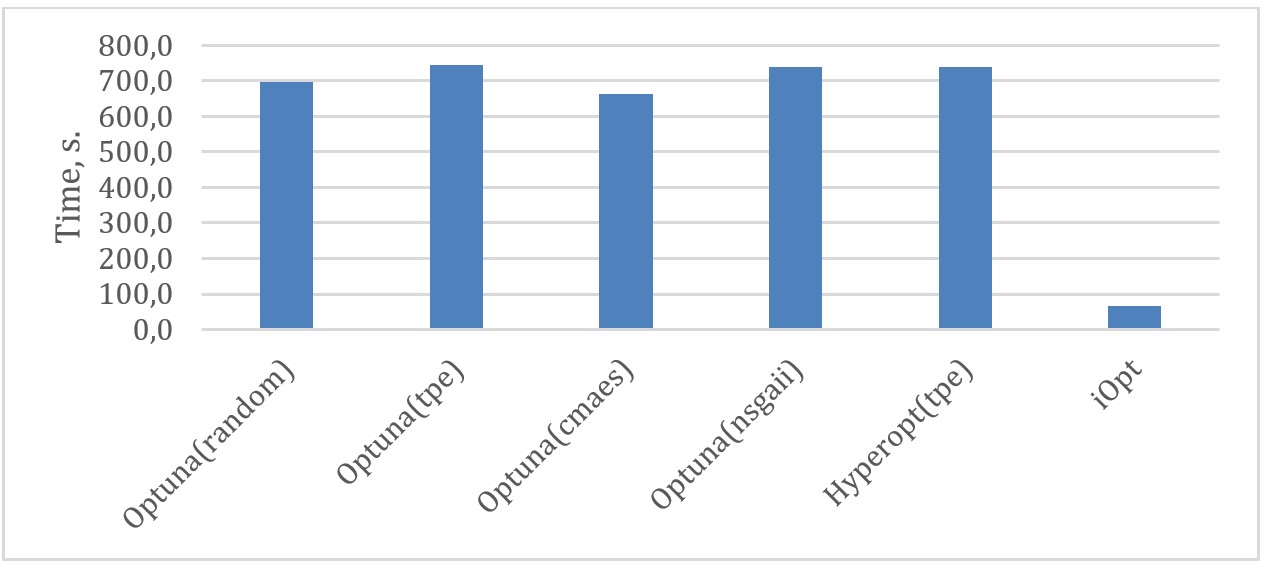 800,0
700,0
600,0
500,0
400,0
300,0
200,0
100,0
0,0
Time, s.
Optuna(random)
Optuna(tpe)
Optuna(cmaes)
Optuna(nsgaii)
Hyperopt(tpe)
iOpt